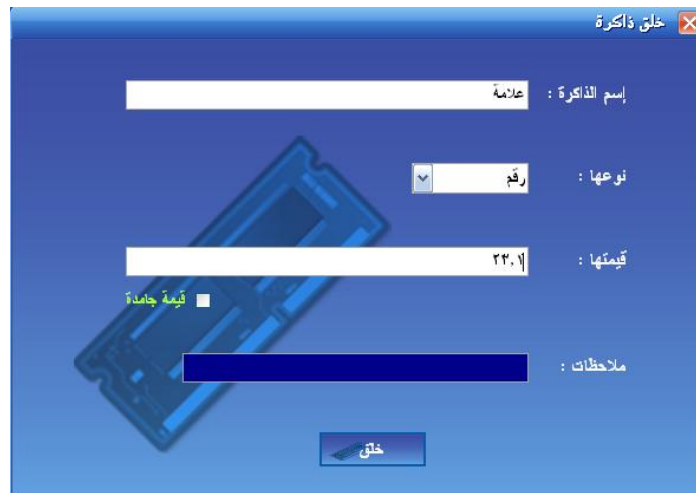 خلق ذاكرة
إسم الذاكرة : علامة
نوعها : رقم
قيمتها : ٢٣.١
قيمة جامدة
ملاحظات :
خلق